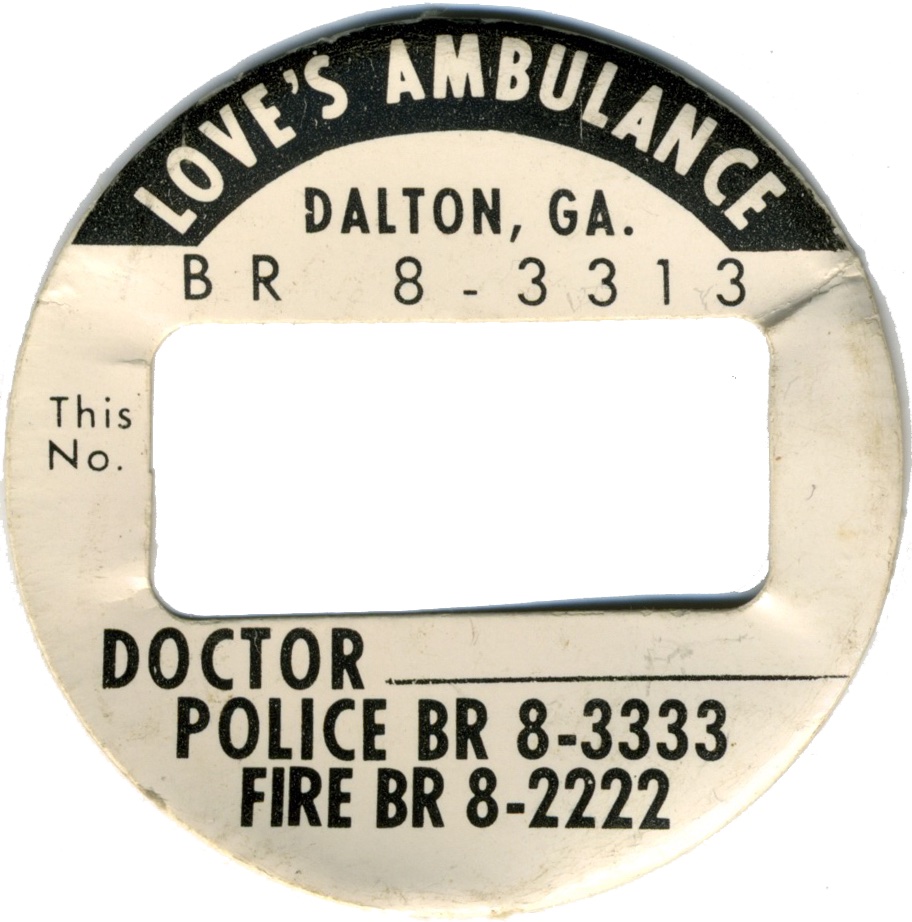 LOVE'S AMBULANCE
DALTON, GA.
BR 8-3313
This
No.
DOCTOR
POLICE BR 8-3333
FIRE BR 8-2222